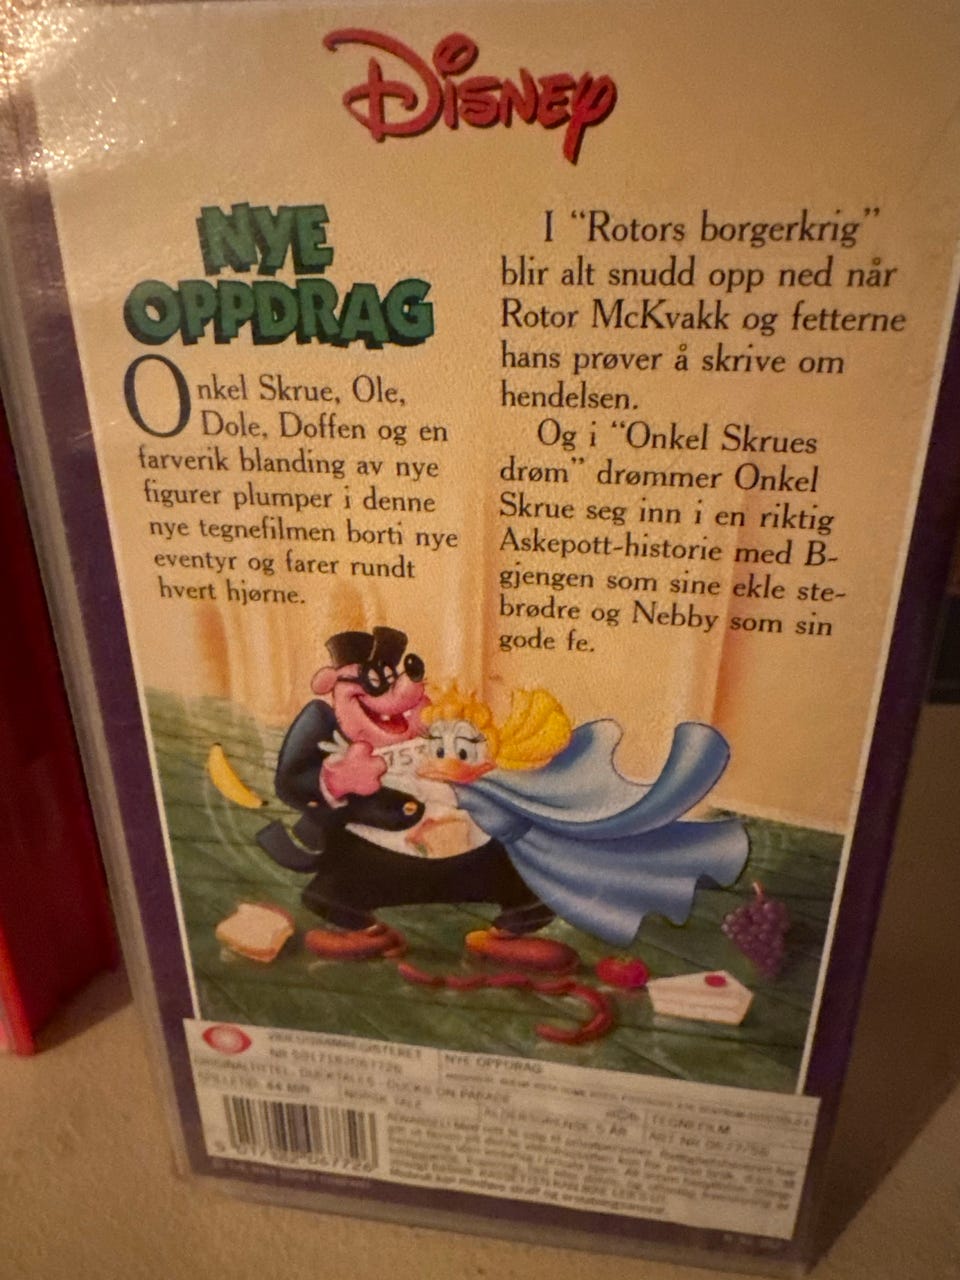 Disney
NYE
OPPDRAG
Onkel Skrue, Ole,
Dole, Doffen og en
farverik blanding av nye
figurer plumper i denne
nye tegnefilmen borti nye
eventyr og farer rundt
hvert hjørne.
I “Rotors borgerkrig”
blir alt snudd opp ned når
Rotor McKvakk og fetterne
hans prøver å skrive om
hendelsen.
Og i “Onkel Skrues
drøm” drømmer Onkel
Skrue seg inn i en riktig
Askepott-historie med B-
gjengen som sine ekle ste-
brødre og Nebby som sin
gode fe.
NYE OPPDRAG
ORIGINALTITTEL: DUCKTALES - DUCKS ON PARADE
SPILLETID: 44 MIN
NORSK TALE
ALDERSGRENSE 5 ÅR
TEGNEFILM